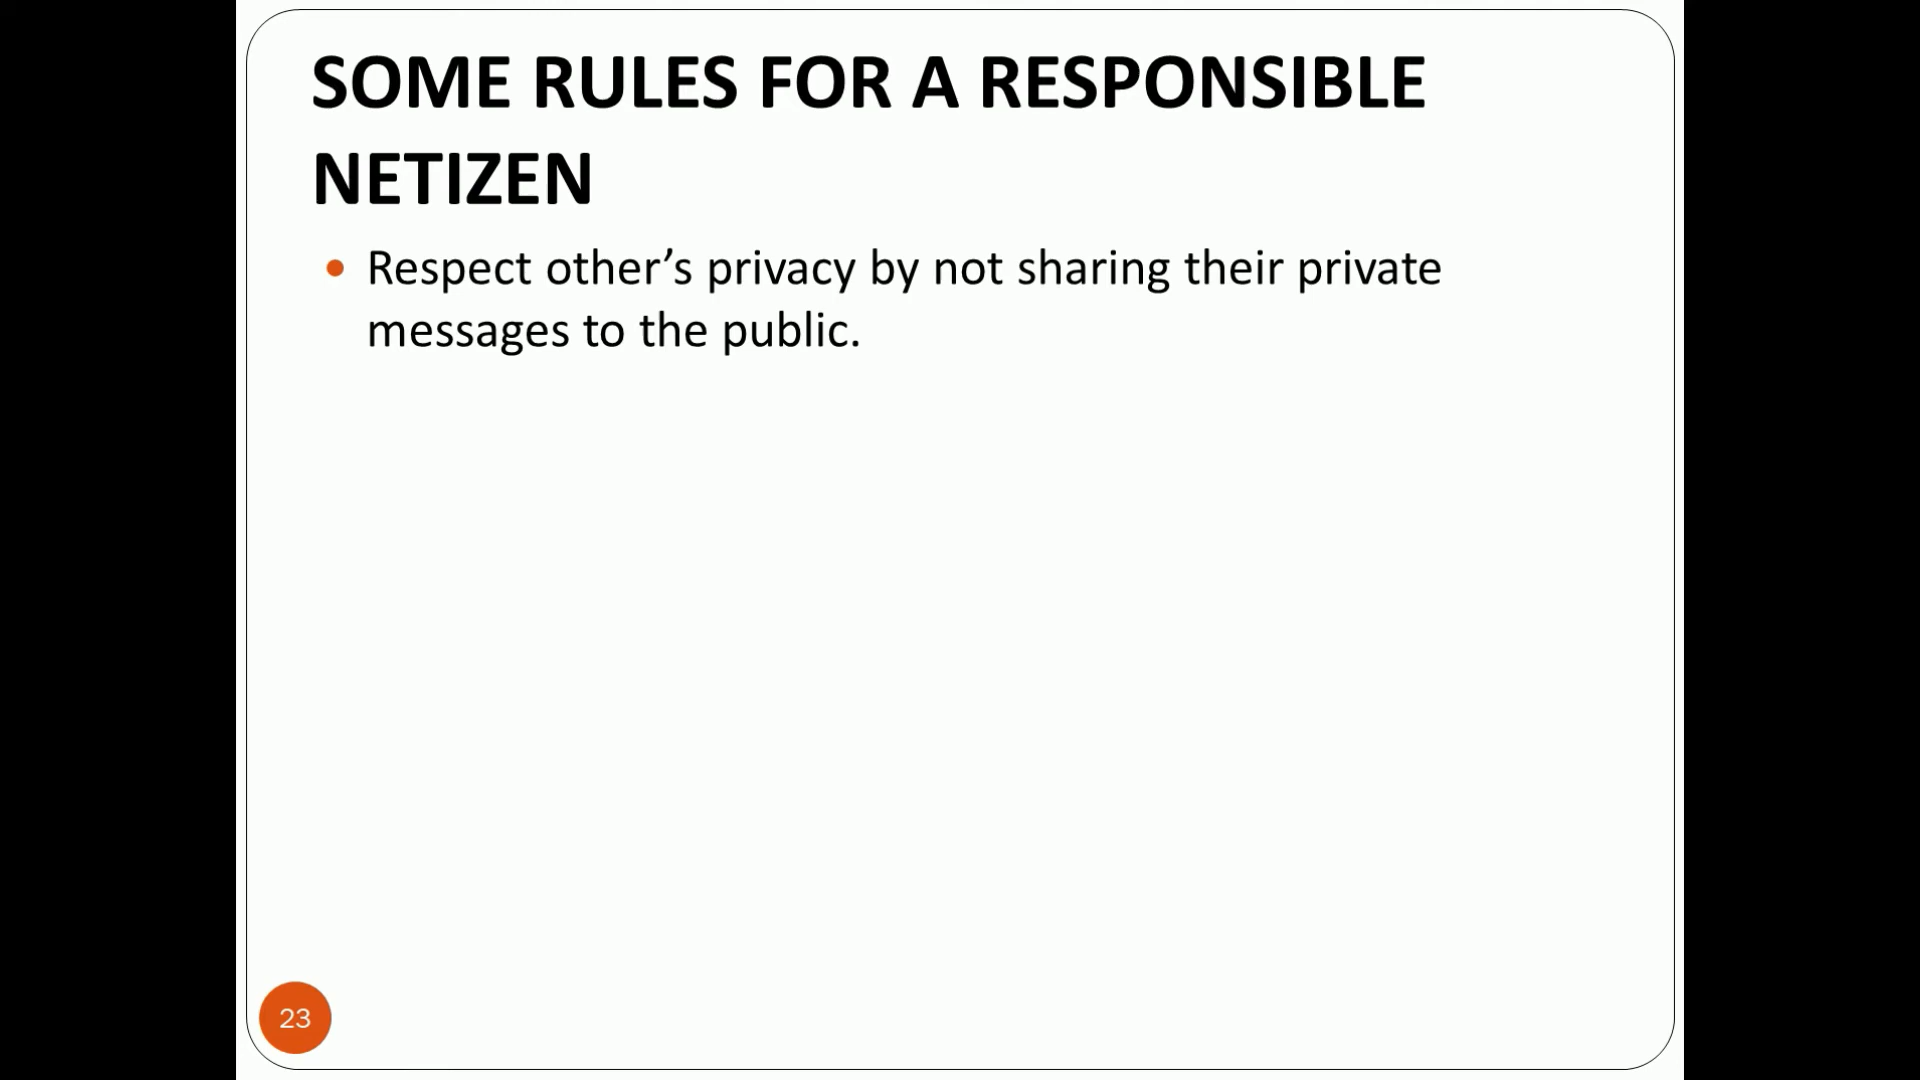 SOME RULES FOR A RESPONSIBLE
NETIZEN
• Respect other’s privacy by not sharing their private
messages to the public.
23